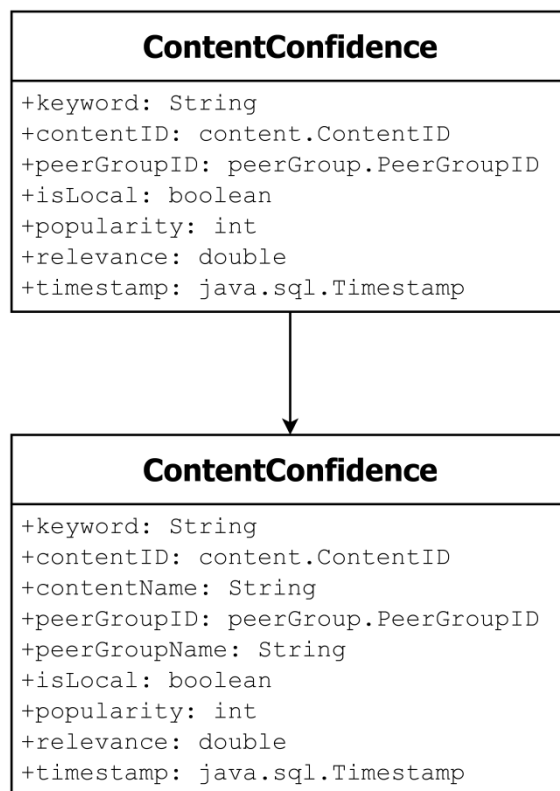 ContentConfidence
+keyword: String
+contentID: content.ContentID
+peerGroupID: peerGroup.PeerGroupID
+isLocal: boolean
+popularity: int
+relevance: double
+timestamp: java.sql.Timestamp
ContentConfidence
+keyword: String
+contentID: content.ContentID
+contentName: String
+peerGroupID: peerGroup.PeerGroupID
+peerGroupName: String
+isLocal: boolean
+popularity: int
+relevance: double
+timestamp: java.sql.Timestamp